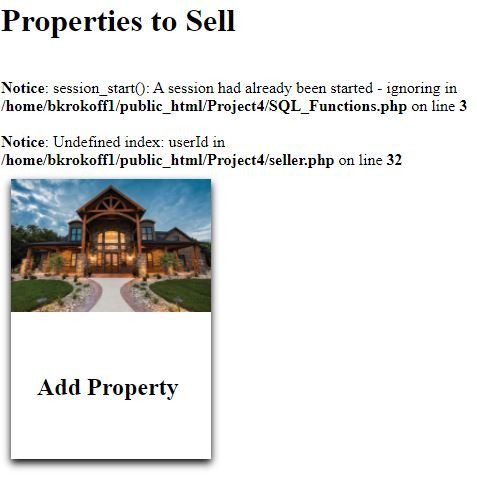 Properties to Sell
Notice: session_start(): A session had already been started - ignoring in
/home/bkrokoff1/public_html/Project4/SQL_Functions.php on line 3
Notice: Undefined index: userId in
/home/bkrokoff1/public_html/Project4/seller.php on line 32
Add Property